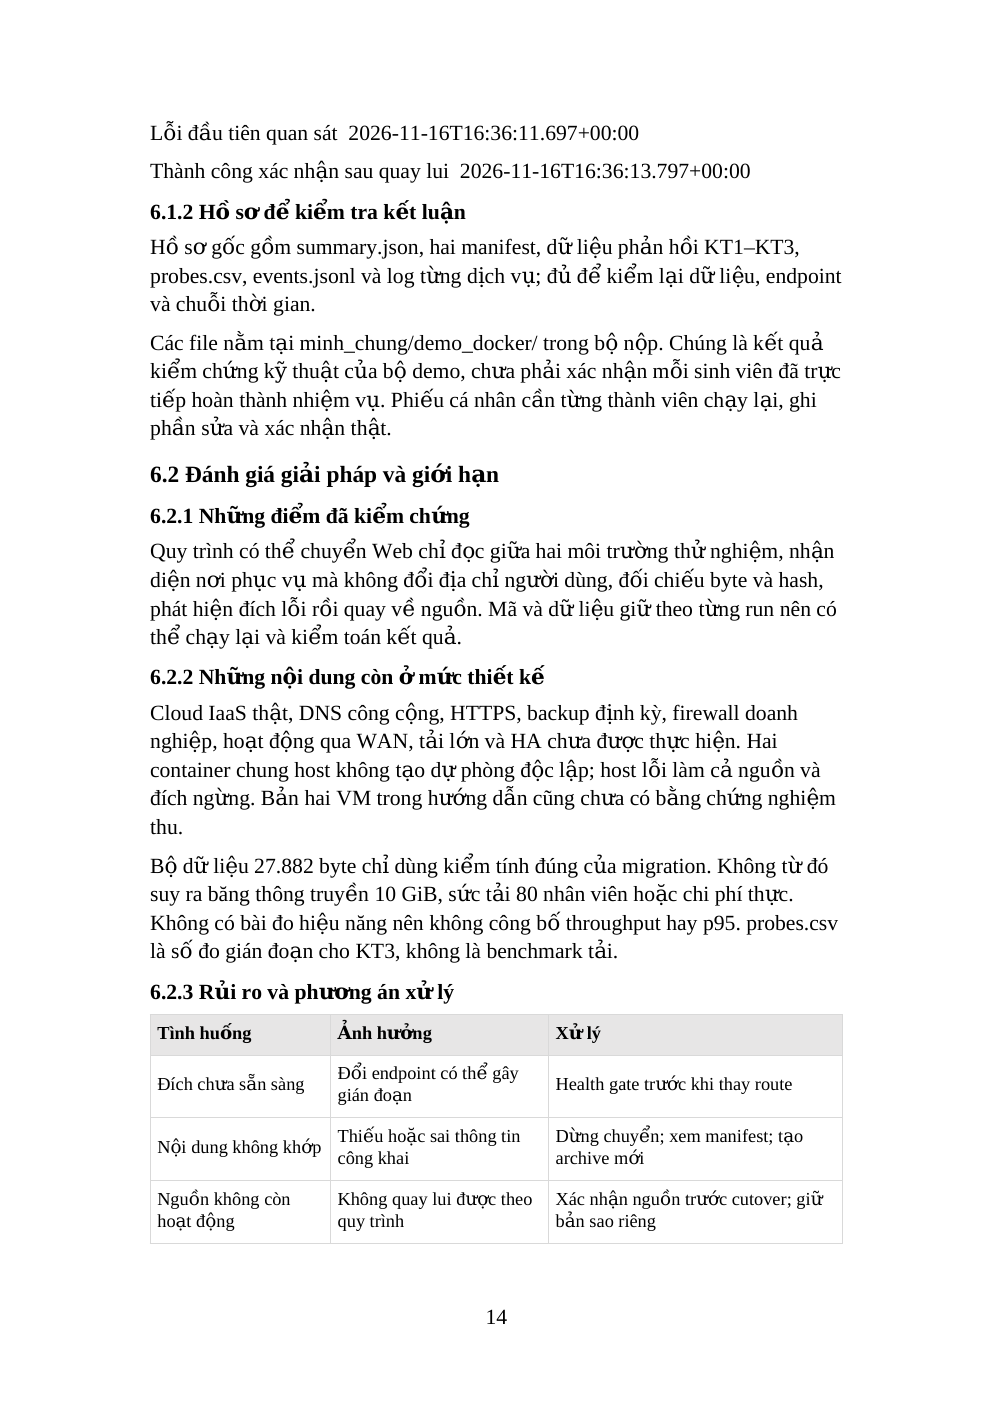 Lỗi đầu tiên quan sát  2026-11-16T16:36:11.697+00:00
Thành công xác nhận sau quay lui  2026-11-16T16:36:13.797+00:00
6.1.2 Hồ sơ để kiểm tra kết luận
Hồ sơ gốc gồm summary.json, hai manifest, dữ liệu phản hồi KT1–KT3,
probes.csv, events.jsonl và log từng dịch vụ; đủ để kiểm lại dữ liệu, endpoint
và chuỗi thời gian.
Các file nằm tại minh_chung/demo_docker/ trong bộ nộp. Chúng là kết quả
kiểm chứng kỹ thuật của bộ demo, chưa phải xác nhận mỗi sinh viên đã trực
tiếp hoàn thành nhiệm vụ. Phiếu cá nhân cần từng thành viên chạy lại, ghi
phần sửa và xác nhận thật.
6.2 Đánh giá giải pháp và giới hạn
6.2.1 Những điểm đã kiểm chứng
Quy trình có thể chuyển Web chỉ đọc giữa hai môi trường thử nghiệm, nhận
diện nơi phục vụ mà không đổi địa chỉ người dùng, đối chiếu byte và hash,
phát hiện đích lỗi rồi quay về nguồn. Mã và dữ liệu giữ theo từng run nên có
thể chạy lại và kiểm toán kết quả.
6.2.2 Những nội dung còn ở mức thiết kế
Cloud IaaS thật, DNS công cộng, HTTPS, backup định kỳ, firewall doanh
nghiệp, hoạt động qua WAN, tải lớn và HA chưa được thực hiện. Hai
container chung host không tạo dự phòng độc lập; host lỗi làm cả nguồn và
đích ngừng. Bản hai VM trong hướng dẫn cũng chưa có bằng chứng nghiệm
thu.
Bộ dữ liệu 27.882 byte chỉ dùng kiểm tính đúng của migration. Không từ đó
suy ra băng thông truyền 10 GiB, sức tải 80 nhân viên hoặc chi phí thực.
Không có bài đo hiệu năng nên không công bố throughput hay p95. probes.csv
là số đo gián đoạn cho KT3, không là benchmark tải.
6.2.3 Rủi ro và phương án xử lý
Tình huống	Ảnh hưởng	Xử lý
Đích chưa sẵn sàng	Đổi endpoint có thể gây
gián đoạn	Health gate trước khi thay route
Nội dung không khớp	Thiếu hoặc sai thông tin
công khai	Dừng chuyển; xem manifest; tạo
archive mới
Nguồn không còn
hoạt động	Không quay lui được theo
quy trình	Xác nhận nguồn trước cutover; giữ
bản sao riêng
14